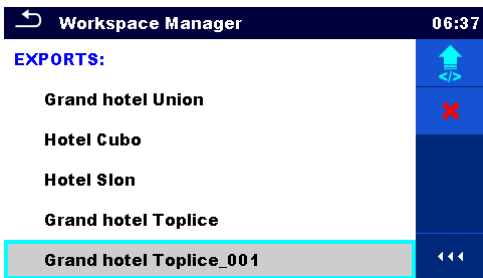 Workspace Manager 06:37
EXPORTS:
</>
Grand hotel Union
Hotel Cubo
Hotel Slon
Grand hotel Toplice
Grand hotel Toplice_001